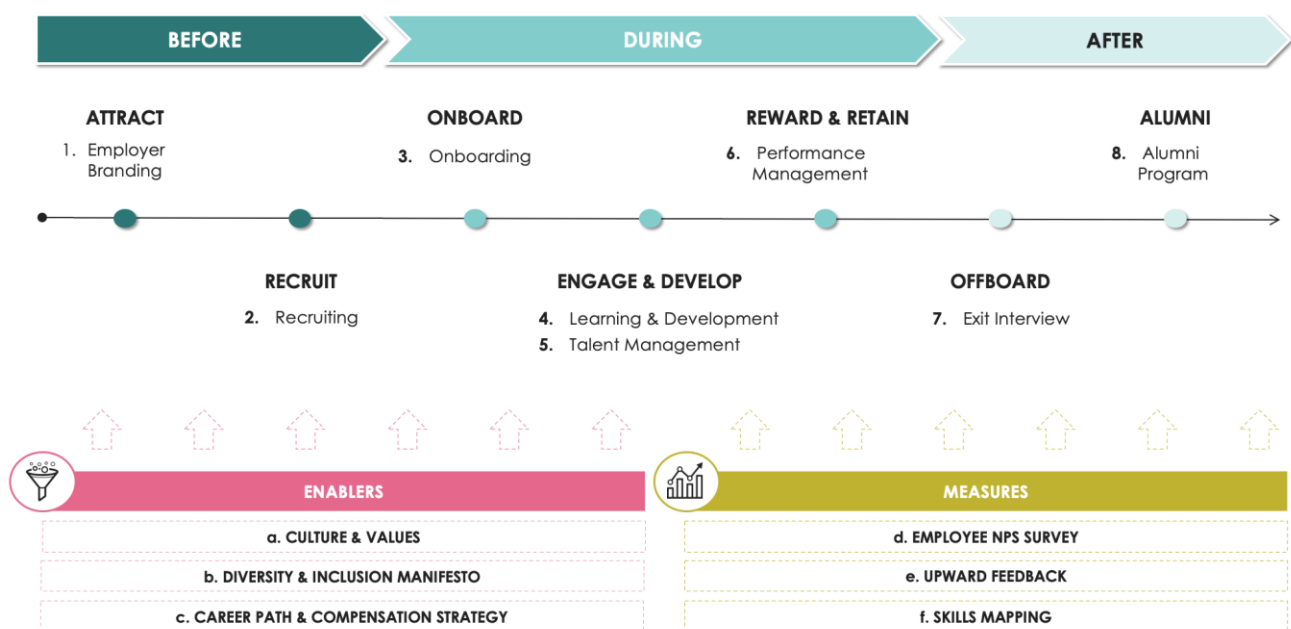 BEFORE
DURING
AFTER
ATTRACT
1. Employer
Branding
ONBOARD
3. Onboarding
REWARD & RETAIN
6. Performance
Management
ALUMNI
8. Alumni
Program
RECRUIT
2. Recruiting
ENGAGE & DEVELOP
4. Learning & Development
5. Talent Management
OFFBOARD
7. Exit Interview
ENABLERS
a. CULTURE & VALUES
b. DIVERSITY & INCLUSION MANIFESTO
c. CAREER PATH & COMPENSATION STRATEGY
MEASURES
d. EMPLOYEE NPS SURVEY
e. UPWARD FEEDBACK
f. SKILLS MAPPING